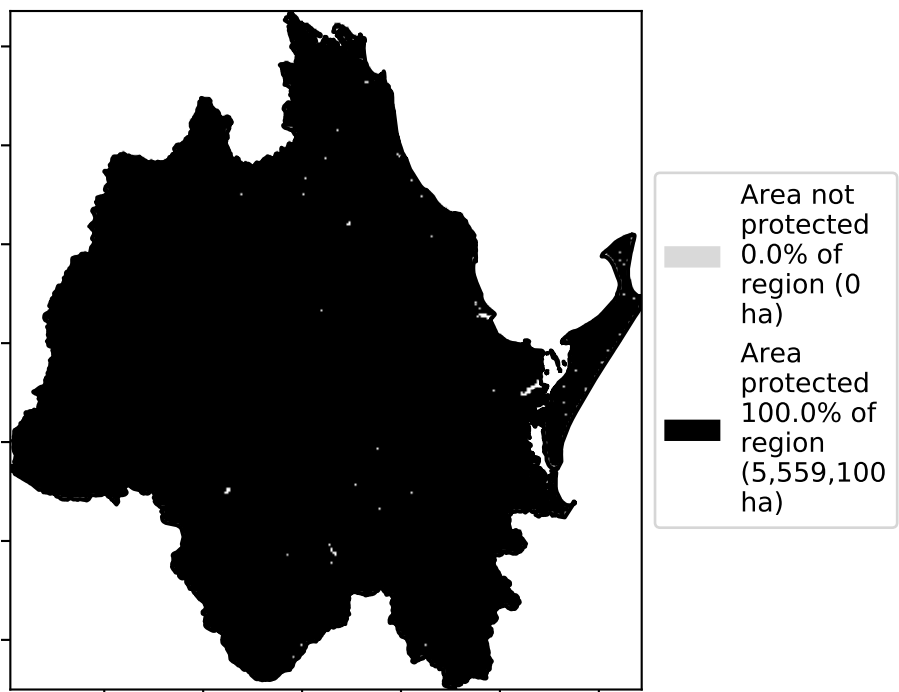 Area not
protected
0.0% of
region (0
ha)
Area
protected
100.0% of
region
(5,559,100
ha)